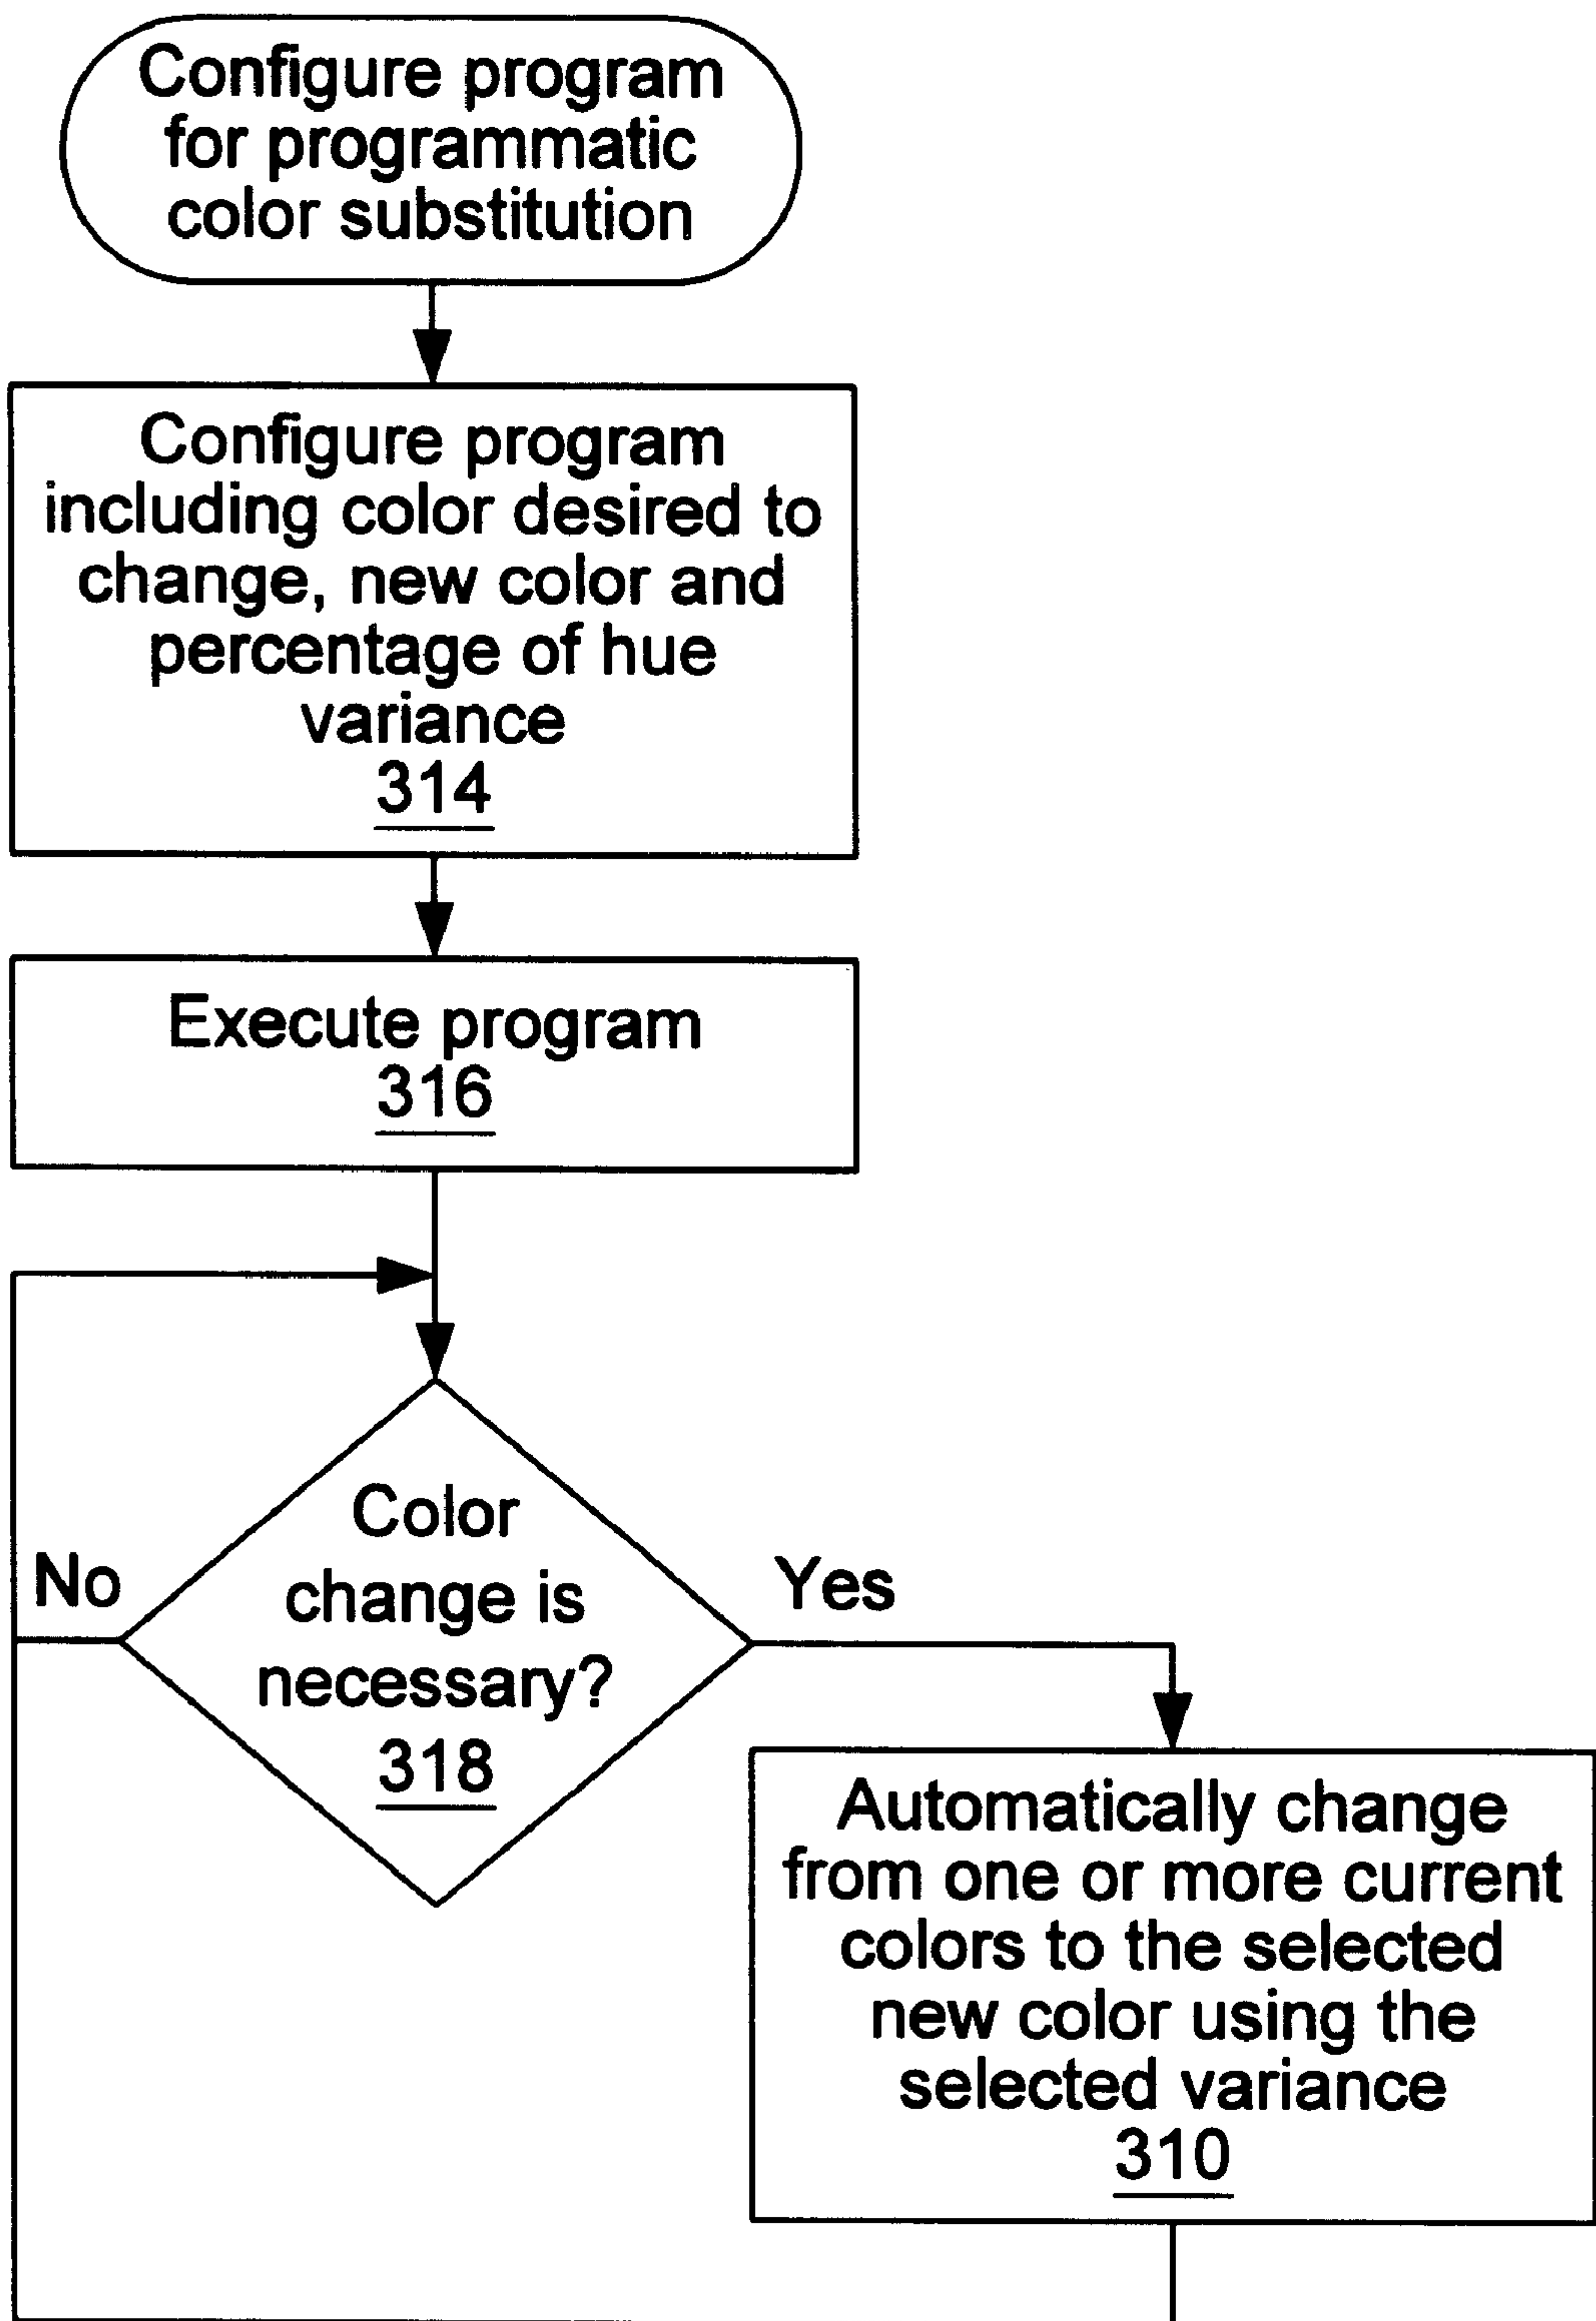 Configure program
for programmatic
color substitution
Configure program
including color desired to
change, new color and
percentage of hue
variance
314
Execute program
316
Color
change is
necessary?
318
No
Yes
Automatically change
from one or more current
colors to the selected
new color using the
selected variance
310